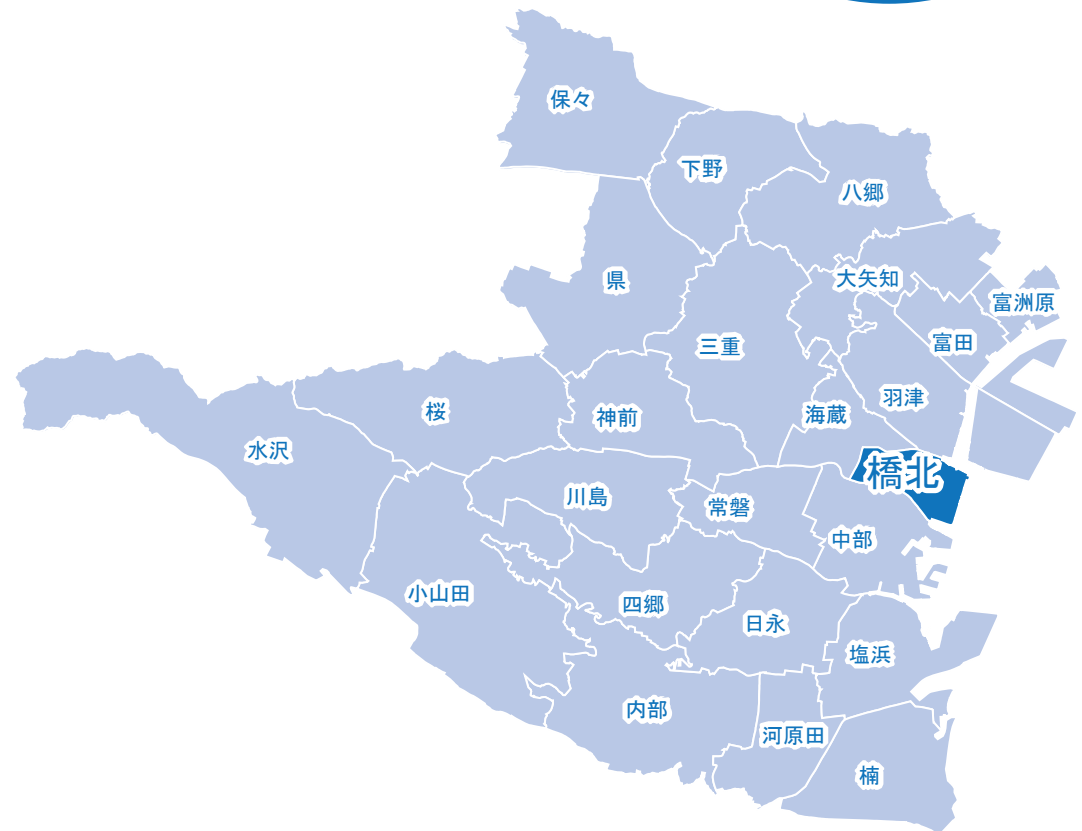 保々
下野
八郷
県
大矢知
富洲原
三重
富田
羽津
桜
神前
海蔵
水沢
橋北
川島
常磐
中部
小山田
四郷
日永
塩浜
内部
河原田
楠